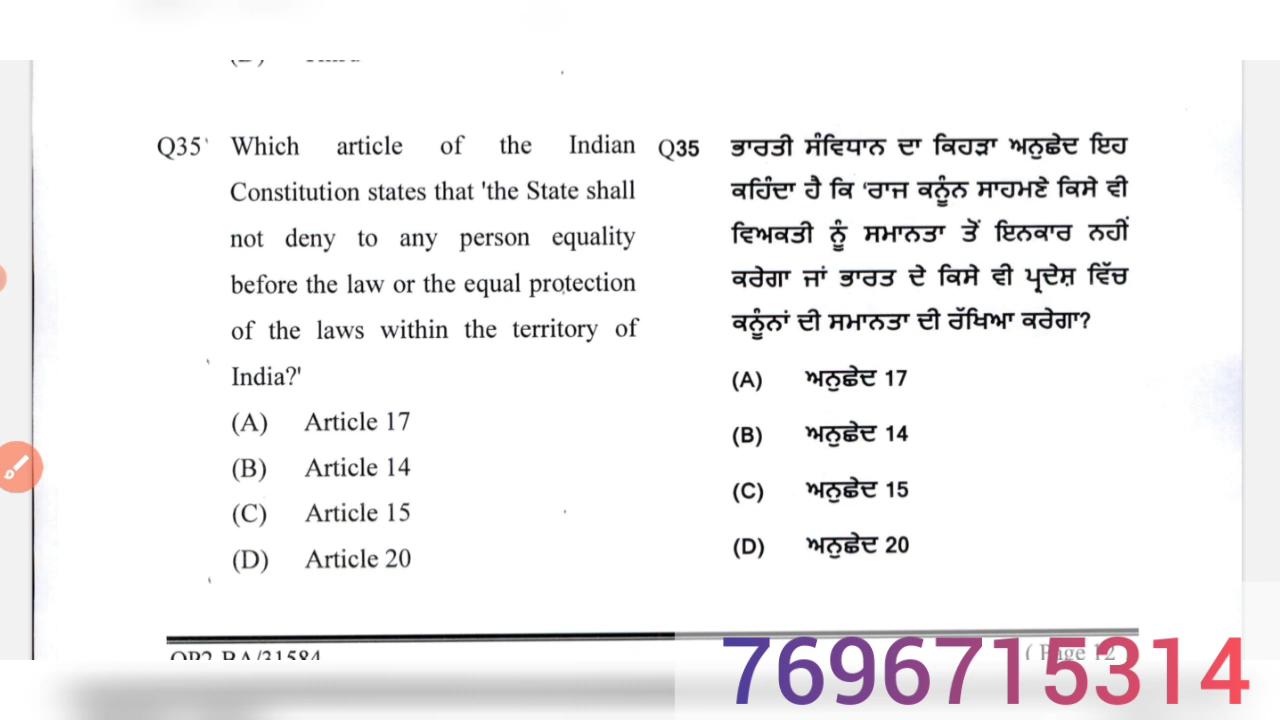 Q35 Which article of the Indian
Constitution states that 'the State shall
not deny to any person equality
before the law or the equal protection
of the laws within the territory of
India?'
(A) Article 17
(B) Article 14
(C) Article 15
(D) Article 20
Q35 ਭਾਰਤੀ ਸੰਵਿਧਾਨ ਦਾ ਕਿਹੜਾ ਅਨੁਛੇਦ ਇਹ
ਕਹਿੰਦਾ ਹੈ ਕਿ 'ਰਾਜ ਕਨੂੰਨ ਸਾਹਮਣੇ ਕਿਸੇ ਵੀ
ਵਿਅਕਤੀ ਨੂੰ ਸਮਾਨਤਾ ਤੋਂ ਇਨਕਾਰ ਨਹੀਂ
ਕਰੇਗਾ ਜਾਂ ਭਾਰਤ ਦੇ ਕਿਸੇ ਵੀ ਪ੍ਰਦੇਸ਼ ਵਿੱਚ
ਕਨੂੰਨਾਂ ਦੀ ਸਮਾਨਤਾ ਦੀ ਰੱਖਿਆ ਕਰੇਗਾ?
(A) ਅਨੁਛੇਦ 17
(B) ਅਨੁਛੇਦ 14
(C) ਅਨੁਛੇਦ 15
(D) ਅਨੁਛੇਦ 20
( Page 12
7696715314